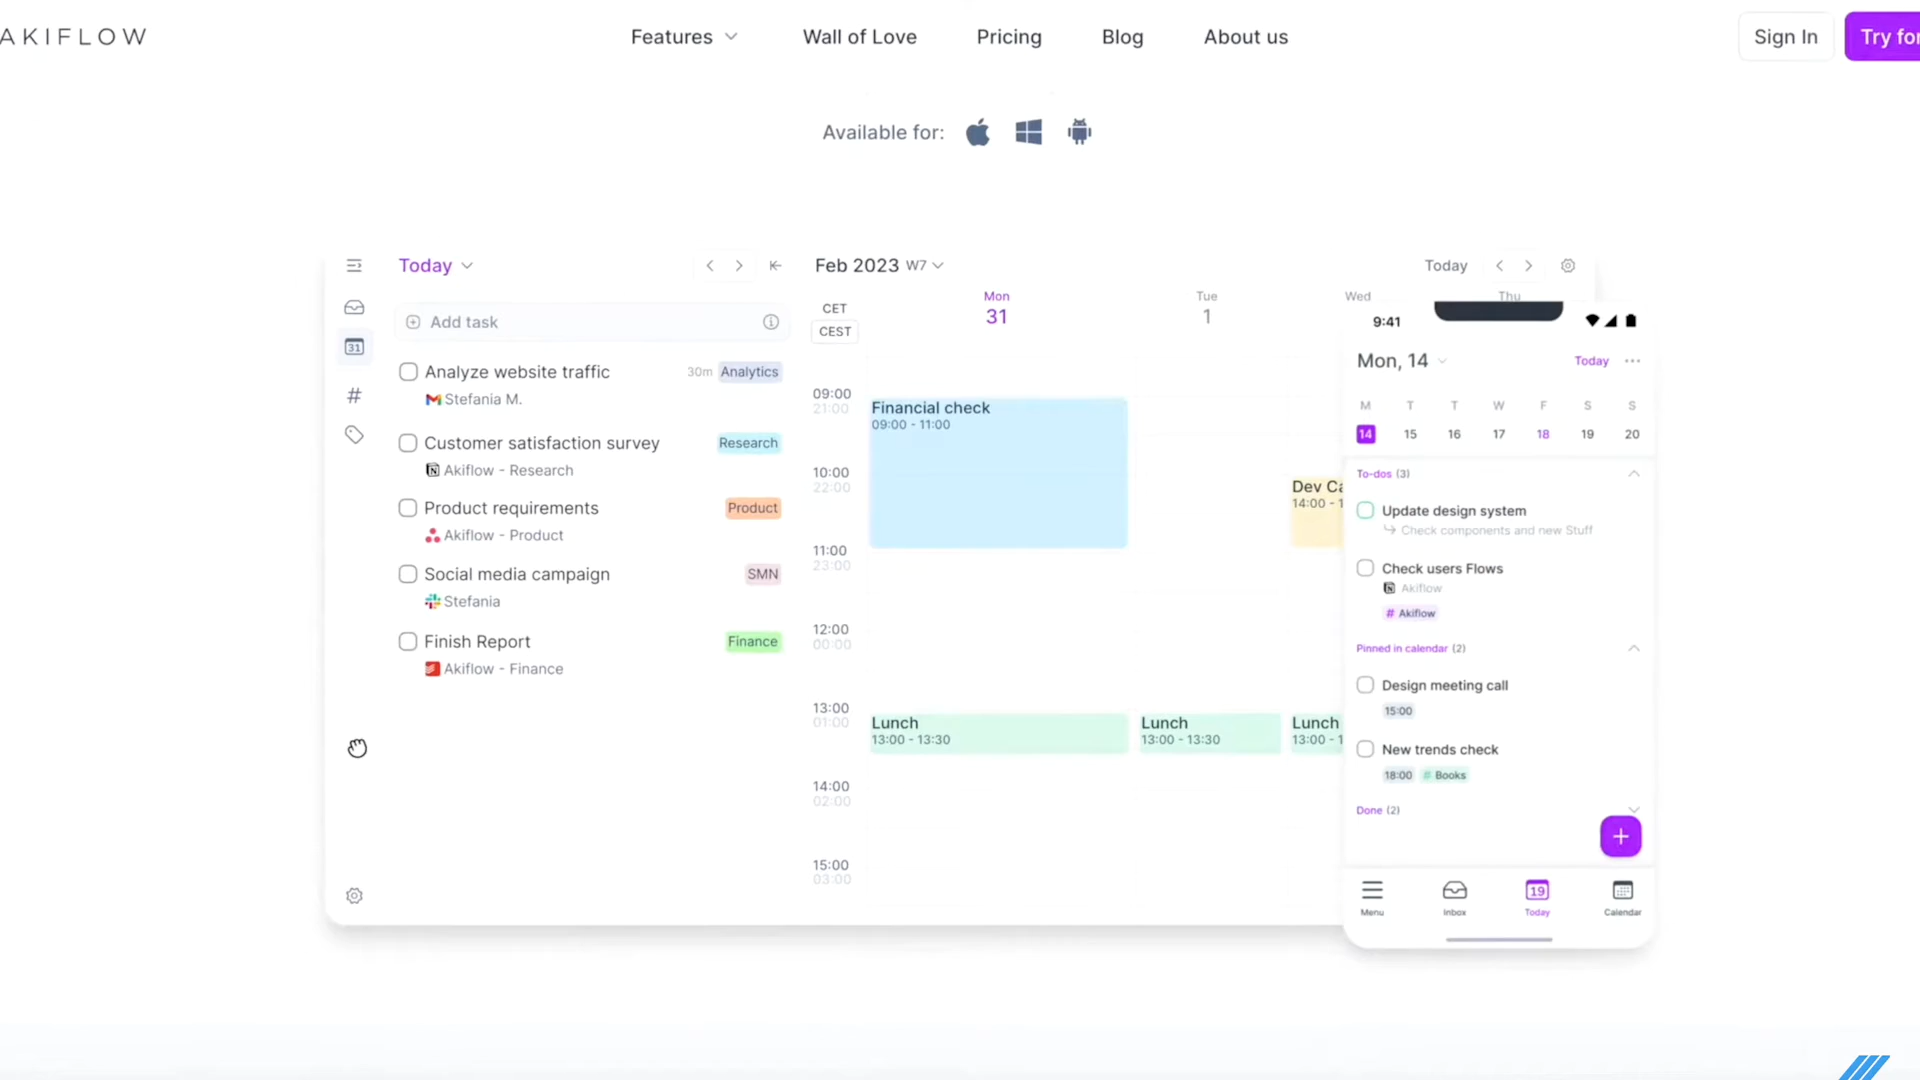 AKIFLOW
Features
Wall of Love
Pricing
Blog
About us
Sign In
Try for
Available for:
Today
Add task
Analyze website traffic
30m Analytics
Stefania M.
Customer satisfaction survey
Research
Akiflow - Research
Product requirements
Product
Akiflow - Product
Social media campaign
SMN
Stefania
Finish Report
Finance
Akiflow - Finance
31
Feb 2023 W7
Today
CET
CEST
Mon
31
Tue
1
Wed
Thu
09:00
21:00
10:00
22:00
11:00
23:00
12:00
00:00
13:00
01:00
14:00
02:00
15:00
03:00
Financial check
09:00 - 11:00
Dev Ca
14:00 - 1
Lunch
13:00 - 13:30
Lunch
13:00 - 13:30
Lunch
13:00 - 1
9:41
Mon, 14
Today
M T T W F S S
14 15 16 17 18 19 20
To-dos (3)
Update design system
Check components and new Stuff
Check users Flows
Akiflow
# Akiflow
Pinned in calendar (2)
Design meeting call
15:00
New trends check
18:00 # Books
Done (2)
19
Menu
Inbox
Today
Calendar